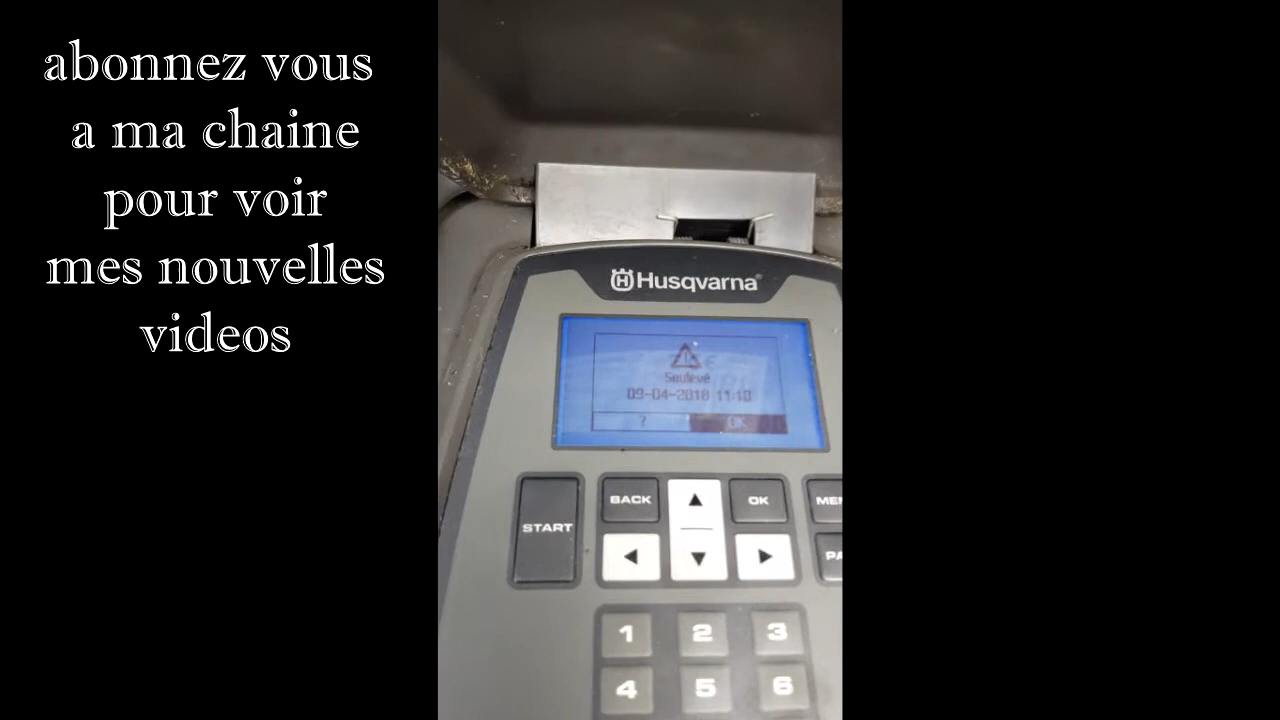 abonnez vous
a ma chaine
pour voir
mes nouvelles
videos
Husqvarna
Soulevé
09-04-2018 11:10
? OK
START
BACK
OK
1 2 3
4 5 6